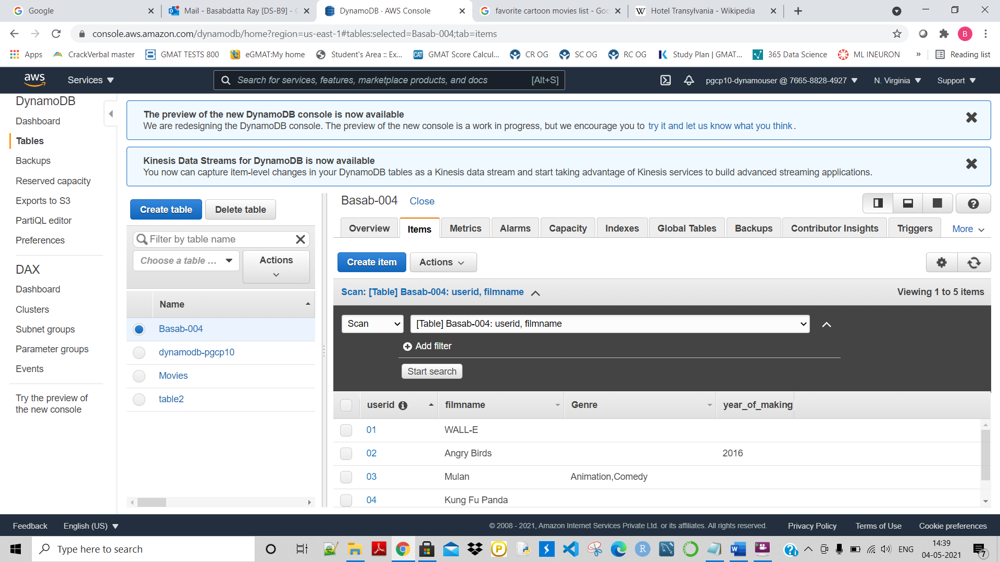 Google
Mail - Basabdatta Ray [DS-B9] - 
DynamoDB · AWS Console
favorite cartoon movies list - Goo
Hotel Transylvania - Wikipedia
console.aws.amazon.com/dynamodb/home?region=us-east-1#tables:selected=Basab-004;tab=items
B
Apps
CrackVerbal master
GMAT TESTS 800
eGMAT:My home
Student's Area :: Ex...
CAT
GMAT Score Calcul...
CR OG
SC OG
RC OG
Study Plan | GMAT...
365 Data Science
ML INEURON
»
Reading list
aws
Services
Search for services, features, marketplace products, and docs
[Alt+S]
pgcp10-dynamouser @ 7665-8828-4927
N. Virginia
Support
DynamoDB
Dashboard
Tables
Backups
Reserved capacity
Exports to S3
PartiQL editor
Preferences
DAX
Dashboard
Clusters
Subnet groups
Parameter groups
Events
Try the preview of
the new console
The preview of the new DynamoDB console is now available
We are redesigning the DynamoDB console. The preview of the new console is a work in progress, but we encourage you to try it and let us know what you think.
Kinesis Data Streams for DynamoDB is now available
You now can capture item-level changes in your DynamoDB tables as a Kinesis data stream and start taking advantage of Kinesis services to build advanced streaming applications.
Create table
Delete table
Filter by table name
Choose a table ...
Actions
Name
Basab-004
dynamodb-pgcp10
Movies
table2
Basab-004
Close
Overview
Items
Metrics
Alarms
Capacity
Indexes
Global Tables
Backups
Contributor Insights
Triggers
More
Create item
Actions
Scan: [Table] Basab-004: userid, filmname
Viewing 1 to 5 items
Scan
[Table] Basab-004: userid, filmname
Add filter
Start search
userid
filmname
Genre
year_of_making
01
WALL-E
02
Angry Birds
2016
03
Mulan
Animation,Comedy
04
Kung Fu Panda
Feedback
English (US)
© 2008 - 2021, Amazon Internet Services Private Ltd. or its affiliates. All rights reserved.
Privacy Policy
Terms of Use
Cookie preferences
Type here to search
ENG
14:39
04-05-2021
7